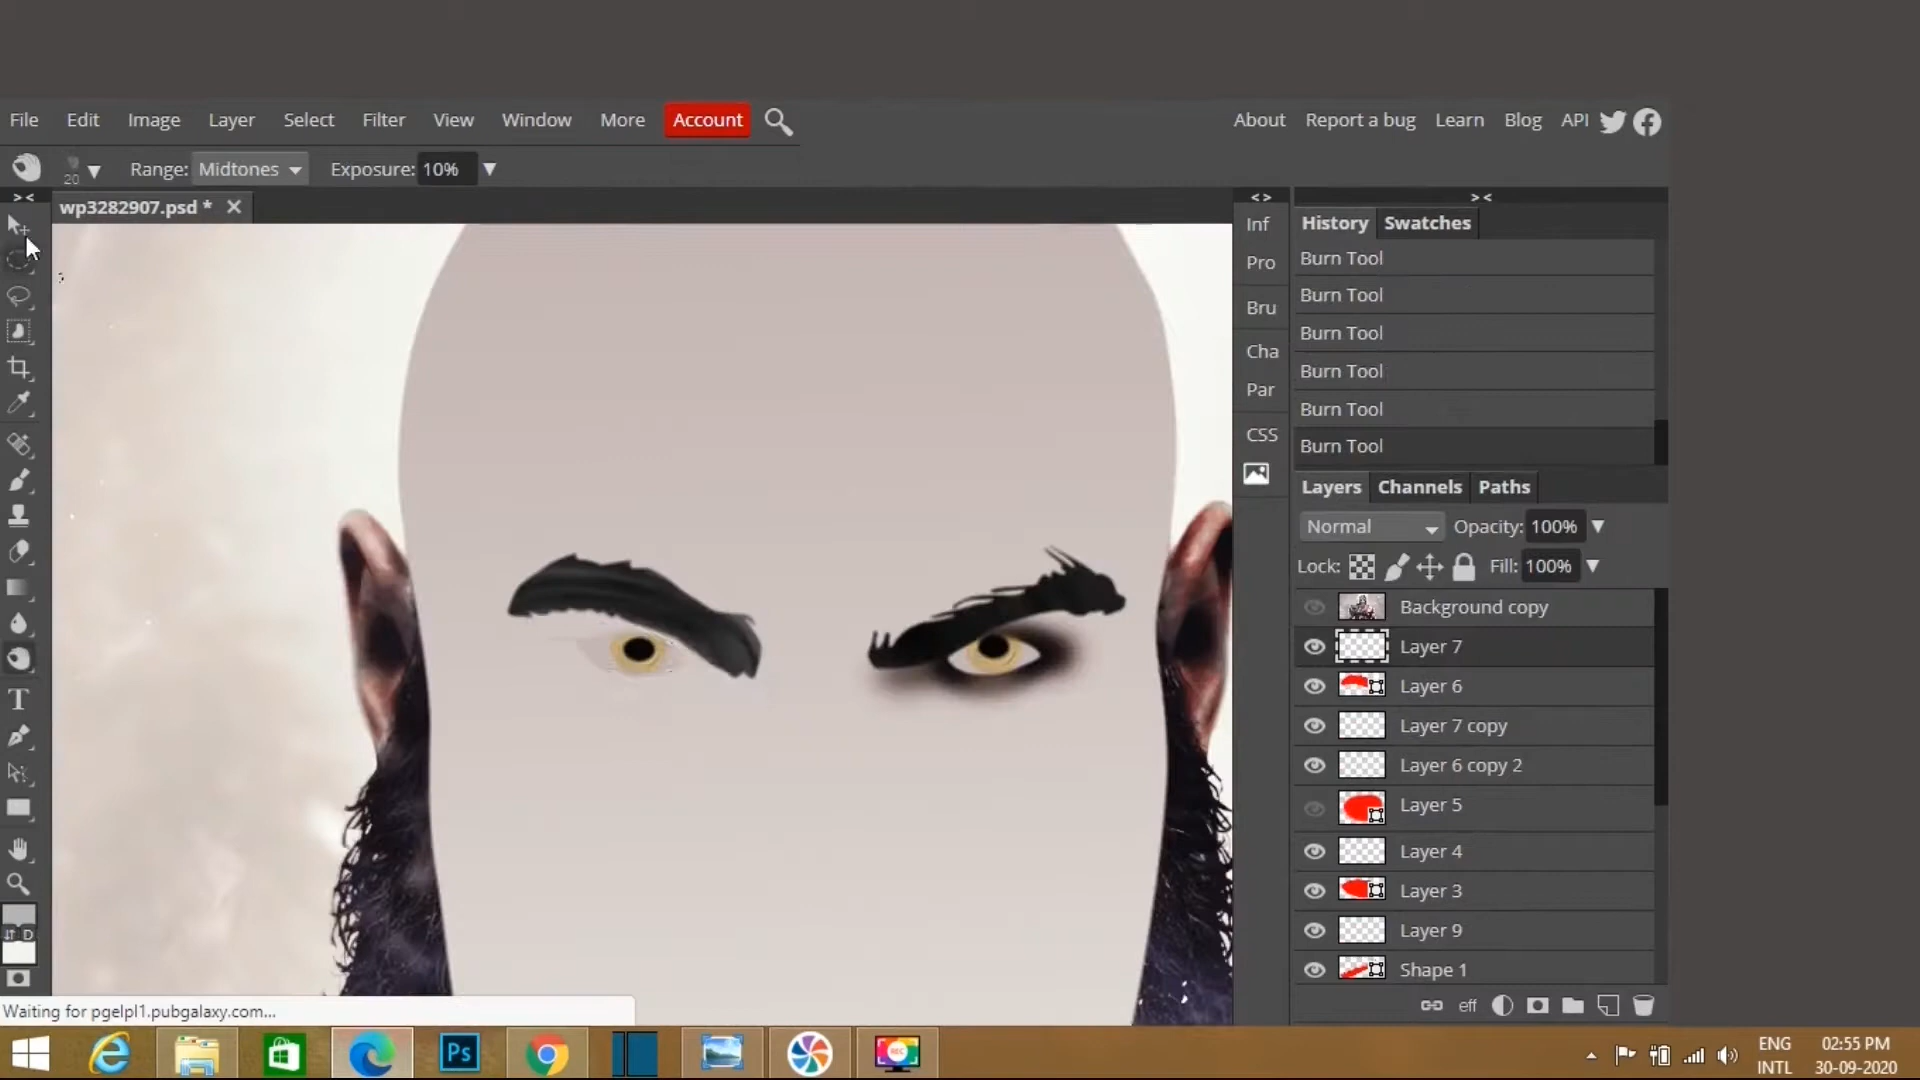 File Edit Image Layer Select Filter View Window More Account About Report a bug Learn Blog API
20 Range: Midtones Exposure: 10%
wp3282907.psd *
Inf
Pro
Bru
Cha
Par
CSS
History Swatches
Burn Tool
Burn Tool
Burn Tool
Burn Tool
Burn Tool
Burn Tool
Layers Channels Paths
Normal Opacity: 100%
Lock: Fill: 100%
Background copy
Layer 7
Layer 6
Layer 7 copy
Layer 6 copy 2
Layer 5
Layer 4
Layer 3
Layer 9
Shape 1
eff
T
D
Waiting for pgelpl1.pubgalaxy.com...
Ps
REC
ENG
INTL
02:55 PM
30-09-2020